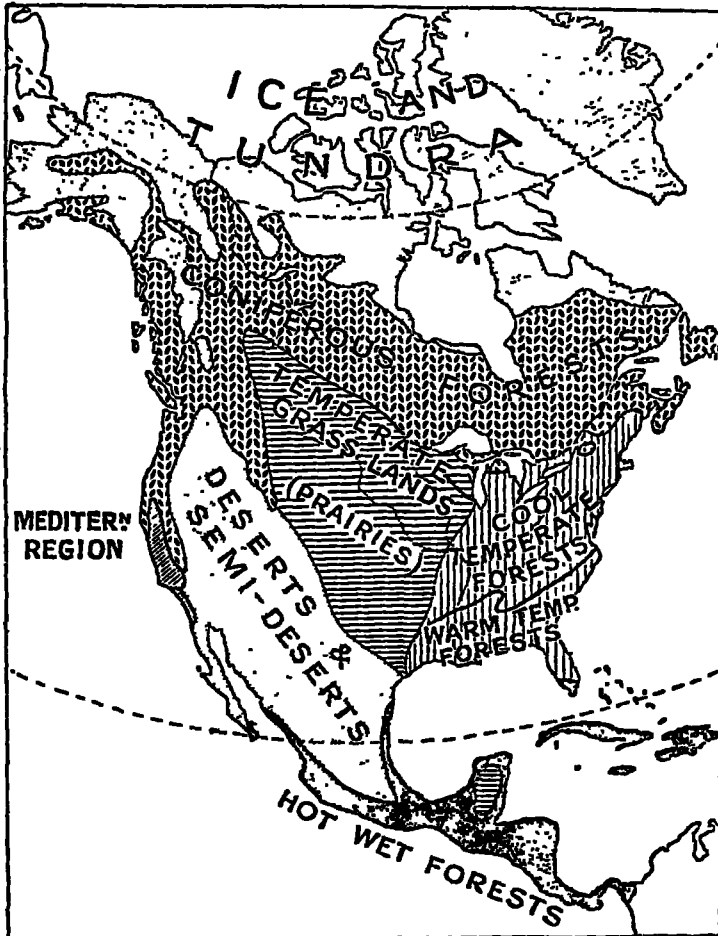 ICE AND
TUNDRA
CONIFEROUS FORESTS
TEMPERATE
GRASS LANDS
(PRAIRIES)
COOL
TEMPERATE
FORESTS
WARM TEMP.
FORESTS
DESERTS &
SEMI-DESERTS
MEDITERN
REGION
HOT WET FORESTS